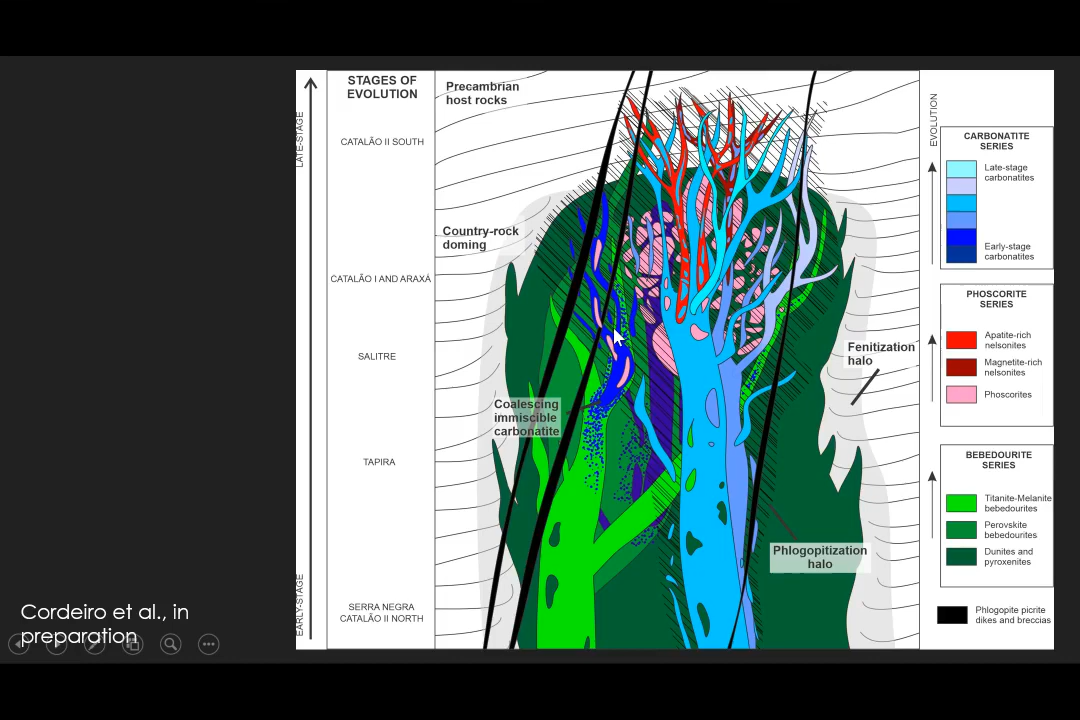 STAGES OF
EVOLUTION
LATE-STAGE
CATALÃO II SOUTH
CATALÃO I AND ARAXÁ
SALITRE
TAPIRA
SERRA NEGRA
CATALÃO II NORTH
EARLY-STAGE
Precambrian
host rocks
Country-rock
doming
Coalescing
immiscible
carbonatite
Fenitization
halo
Phlogopitization
halo
EVOLUTION
CARBONATITE
SERIES
Late-stage
carbonatites
Early-stage
carbonatites
PHOSCORITE
SERIES
Apatite-rich
nelsonites
Magnetite-rich
nelsonites
Phoscorites
BEBEDOURITE
SERIES
Titanite-Melanite
bebedourites
Perovskite
bebedourites
Dunites and
pyroxenites
Phlogopite picrite
dikes and breccias
Cordeiro et al., in
preparation